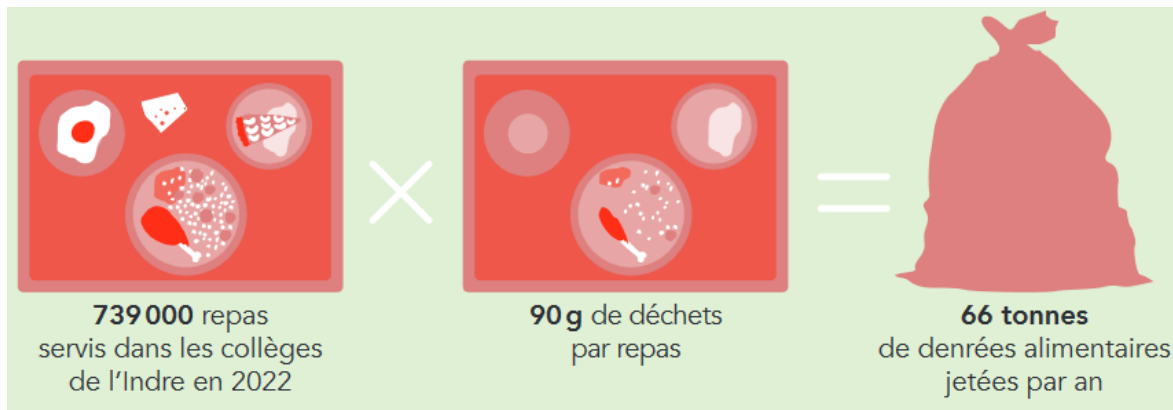 739 000 repas
servis dans les collèges
de l’Indre en 2022
90 g de déchets
par repas
66 tonnes
de denrées alimentaires
jetées par an